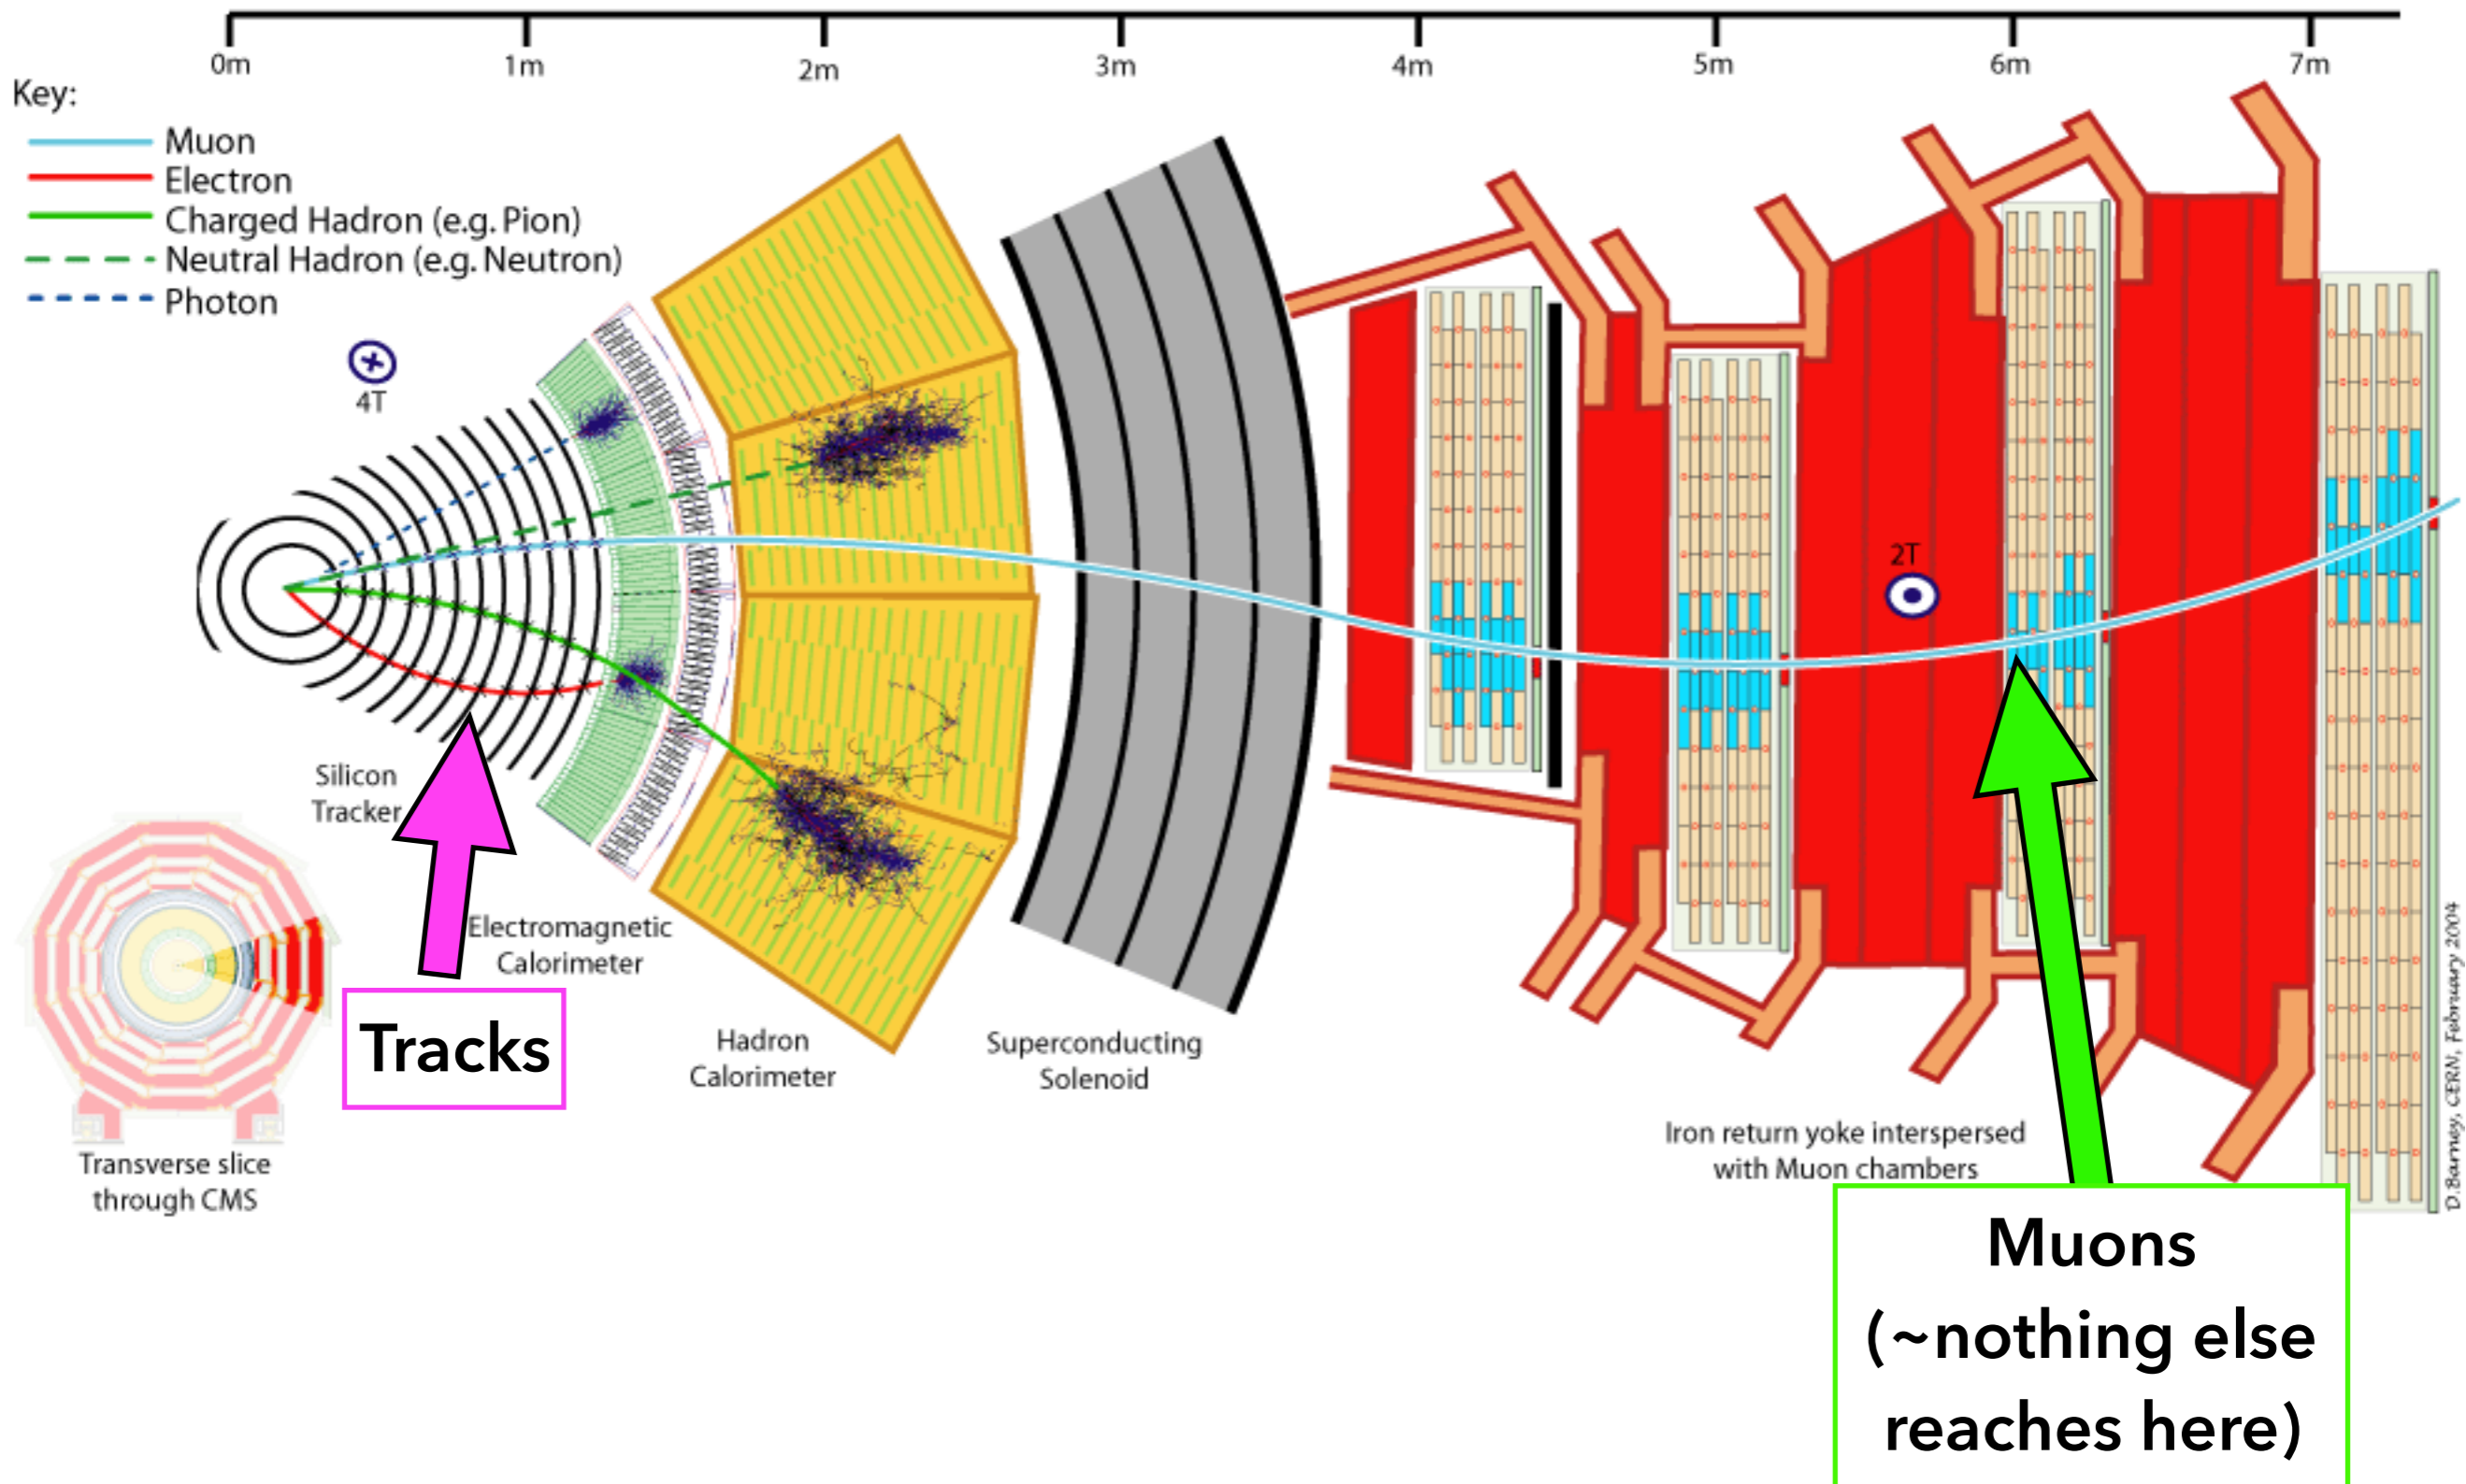 0m 1m 2m 3m 4m 5m 6m 7m
Key:
Muon
Electron
Charged Hadron (e.g. Pion)
Neutral Hadron (e.g. Neutron)
Photon
4T
2T
Silicon
Tracker
Electromagnetic
Calorimeter
Tracks
Hadron
Calorimeter
Superconducting
Solenoid
Transverse slice
through CMS
Iron return yoke interspersed
with Muon chambers
D.Barney, CERN, February 2004
Muons
(~nothing else
reaches here)